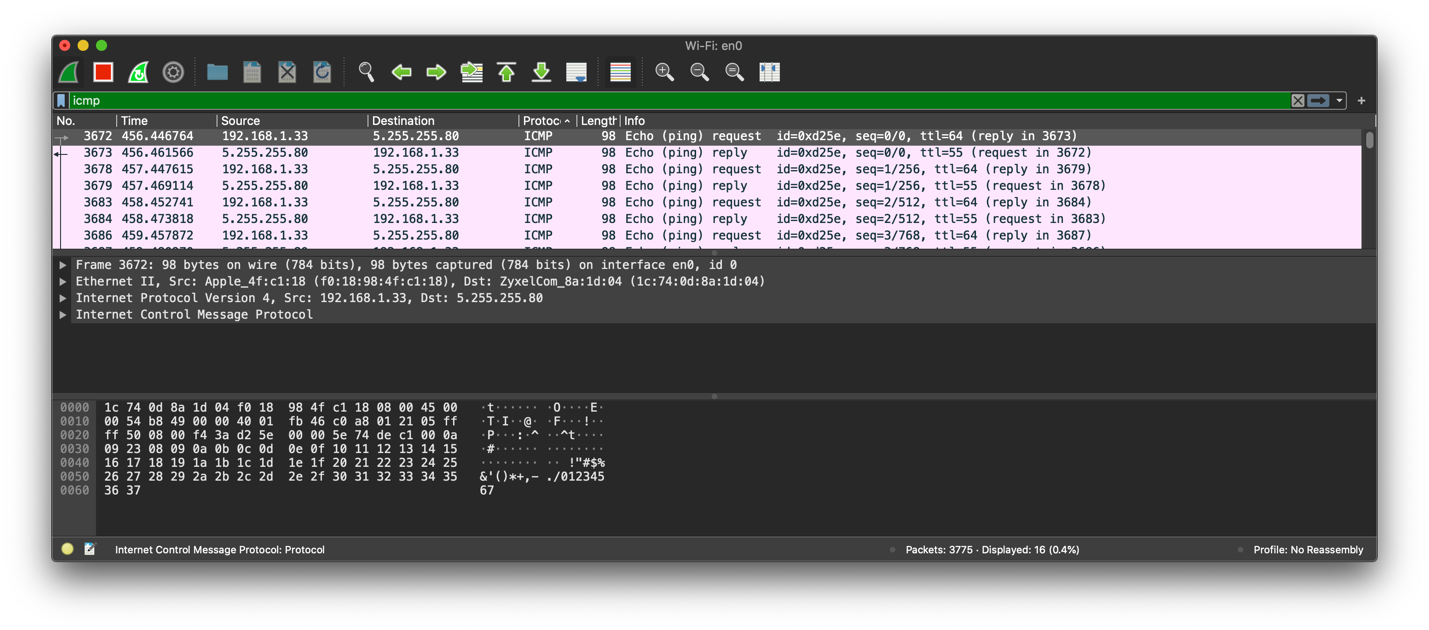 Wi-Fi: en0
icmp
No. Time Source Destination Protoc Length Info
3672 456.446764 192.168.1.33 5.255.255.80 ICMP 98 Echo (ping) request id=0xd25e, seq=0/0, ttl=64 (reply in 3673)
3673 456.461566 5.255.255.80 192.168.1.33 ICMP 98 Echo (ping) reply id=0xd25e, seq=0/0, ttl=55 (request in 3672)
3678 457.447615 192.168.1.33 5.255.255.80 ICMP 98 Echo (ping) request id=0xd25e, seq=1/256, ttl=64 (reply in 3679)
3679 457.469114 5.255.255.80 192.168.1.33 ICMP 98 Echo (ping) reply id=0xd25e, seq=1/256, ttl=55 (request in 3678)
3683 458.452741 192.168.1.33 5.255.255.80 ICMP 98 Echo (ping) request id=0xd25e, seq=2/512, ttl=64 (reply in 3684)
3684 458.473818 5.255.255.80 192.168.1.33 ICMP 98 Echo (ping) reply id=0xd25e, seq=2/512, ttl=55 (request in 3683)
3686 459.457872 192.168.1.33 5.255.255.80 ICMP 98 Echo (ping) request id=0xd25e, seq=3/768, ttl=64 (reply in 3687)
Frame 3672: 98 bytes on wire (784 bits), 98 bytes captured (784 bits) on interface en0, id 0
Ethernet II, Src: Apple_4f:c1:18 (f0:18:98:4f:c1:18), Dst: ZyxelCom_8a:1d:04 (1c:74:0d:8a:1d:04)
Internet Protocol Version 4, Src: 192.168.1.33, Dst: 5.255.255.80
Internet Control Message Protocol
0000 1c 74 0d 8a 1d 04 f0 18 98 4f c1 18 08 00 45 00 ·t······ ·O····E·
0010 00 54 b8 49 00 00 40 01 fb 46 c0 a8 01 21 05 ff ·T·I··@· ·F···!··
0020 ff 50 08 00 f4 3a d2 5e 00 00 5e 74 de c1 00 0a ·P···:·^ ··^t····
0030 09 23 08 09 0a 0b 0c 0d 0e 0f 10 11 12 13 14 15 ·#······ ········
0040 16 17 18 19 1a 1b 1c 1d 1e 1f 20 21 22 23 24 25 ········ ·· !"#$%
0050 26 27 28 29 2a 2b 2c 2d 2e 2f 30 31 32 33 34 35 &'()*+,- ./012345
0060 36 37 67
Internet Control Message Protocol: Protocol Packets: 3775 · Displayed: 16 (0.4%) Profile: No Reassembly